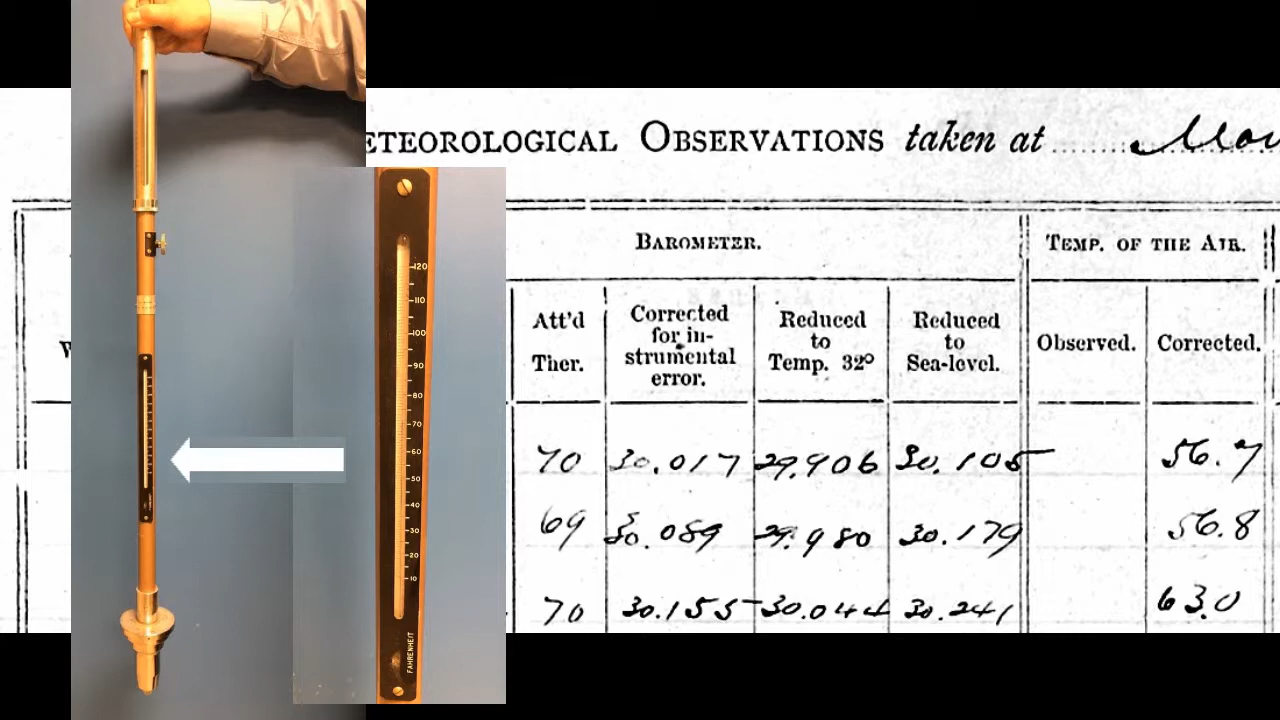 ETEOROLOGICAL OBSERVATIONS taken at
BAROMETER. TEMP. OF THE AIR.
Att'd Ther. Corrected for in-strumental error. Reduced to Temp. 32° Reduced to Sea-level. Observed. Corrected.
70 30.017 29.906 30.105 56.7
69 30.089 29.980 30.179 56.8
70 30.155 30.044 30.241 63.0
120
110
100
90
80
70
60
50
40
30
20
10
FAHRENHEIT